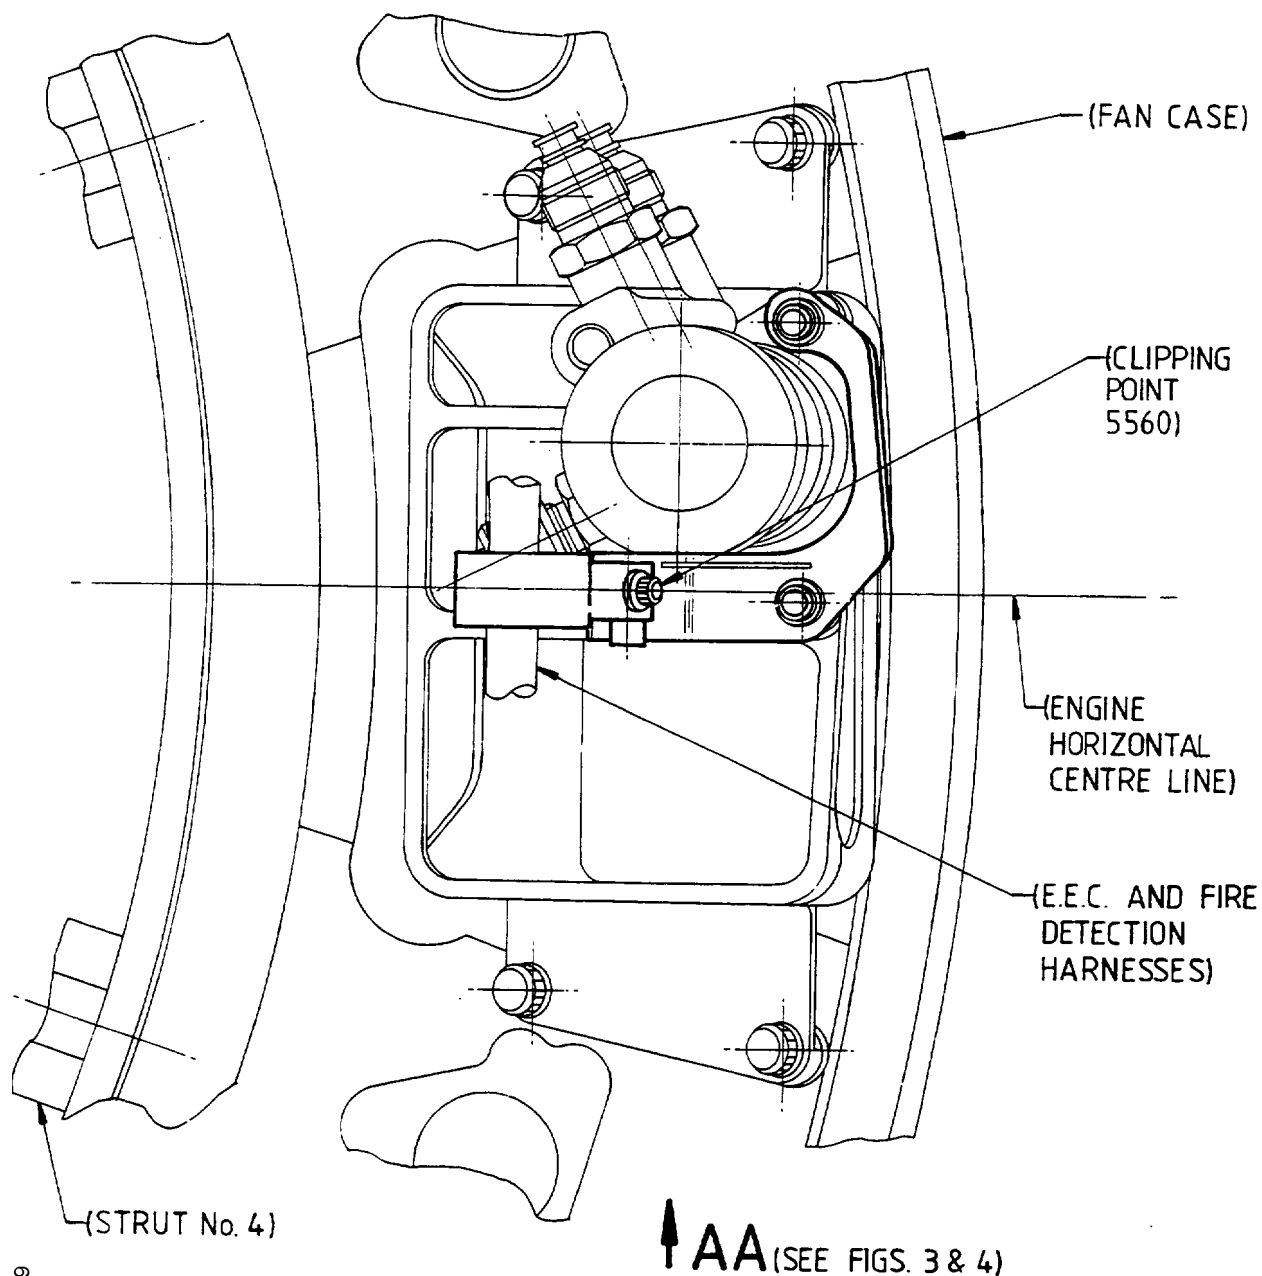 (FAN CASE)
(CLIPPING
POINT
5560)
(ENGINE
HORIZONTAL
CENTRE LINE)
(E.E.C. AND FIRE
DETECTION
HARNESSES)
(STRUT No. 4)
AA (SEE FIGS. 3 & 4)